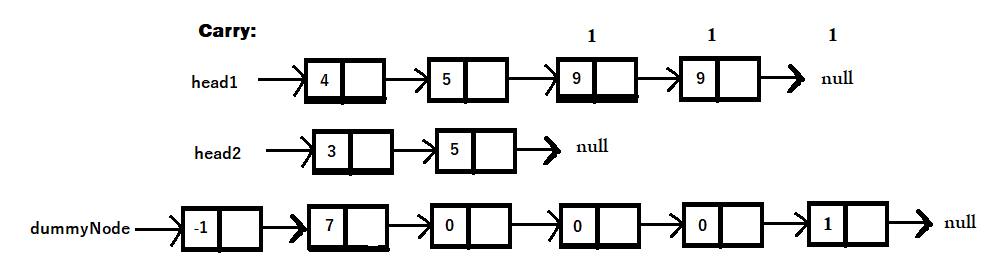 Carry: 1 1 1
head1 4 5 9 9 null
head2 3 5 null
dummyNode -1 7 0 0 0 1 null